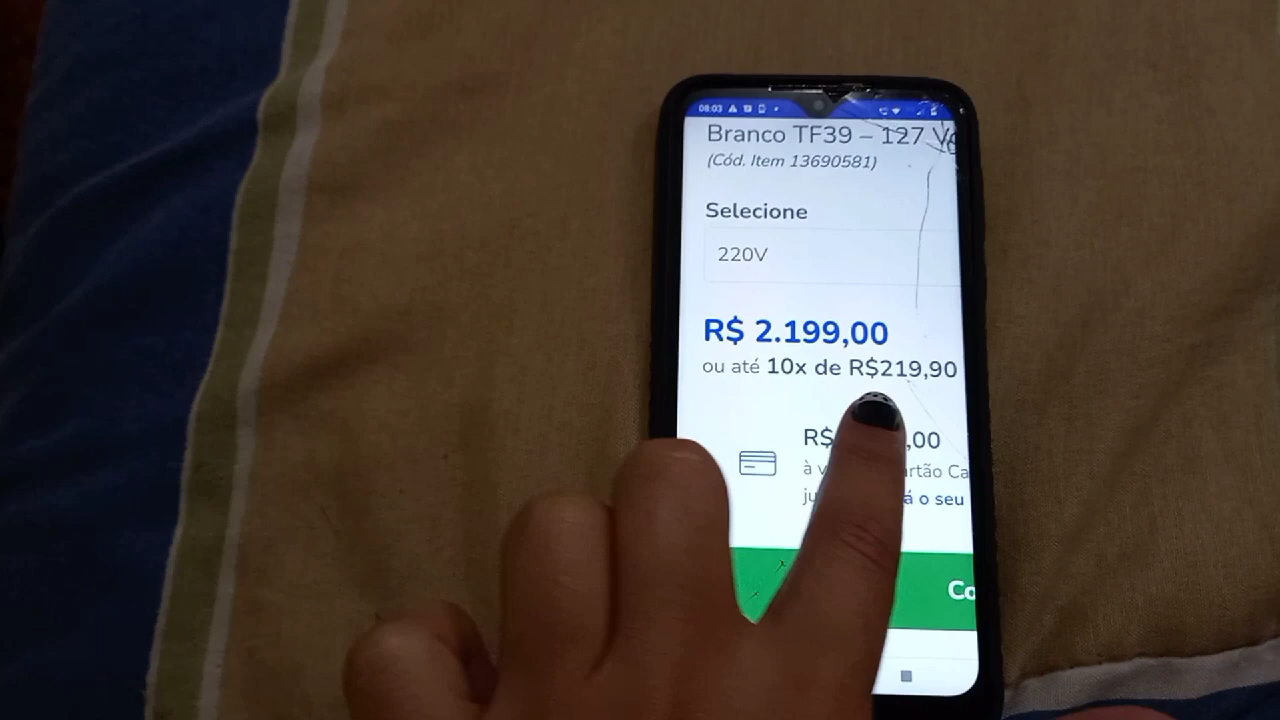 08:03
Branco TF39 – 127 Vo
(Cód. Item 13690581)
Selecione
220V
R$ 2.199,00
ou até 10x de R$219,90
R$ ,00
à v rtão Ca
ju á o seu
Co